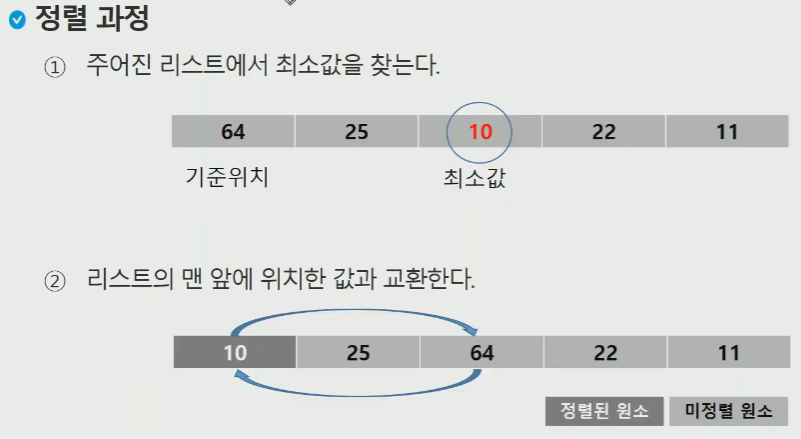 정렬 과정
① 주어진 리스트에서 최소값을 찾는다.
64 25 10 22 11
기준위치 최소값
② 리스트의 맨 앞에 위치한 값과 교환한다.
10 25 64 22 11
정렬된 원소 미정렬 원소